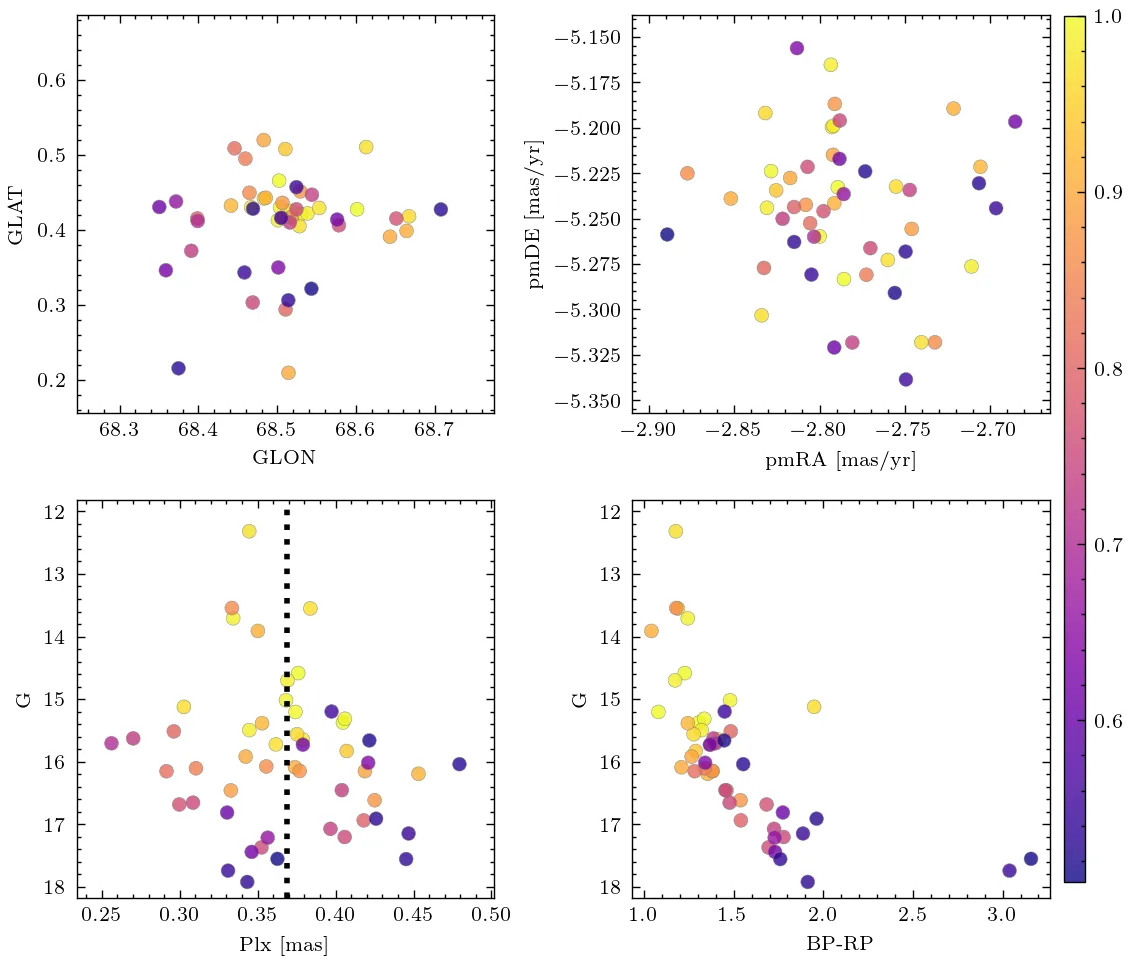 0.6
0.5
0.4
0.3
0.2
GLAT
68.3 68.4 68.5 68.6 68.7
GLON
−5.150
−5.175
−5.200
−5.225
−5.250
−5.275
−5.300
−5.325
−5.350
pmDE [mas/yr]
−2.90 −2.85 −2.80 −2.75 −2.70
pmRA [mas/yr]
1.0
0.9
0.8
0.7
0.6
12
13
14
15
16
17
18
G
0.25 0.30 0.35 0.40 0.45 0.50
Plx [mas]
12
13
14
15
16
17
18
G
1.0 1.5 2.0 2.5 3.0
BP-RP